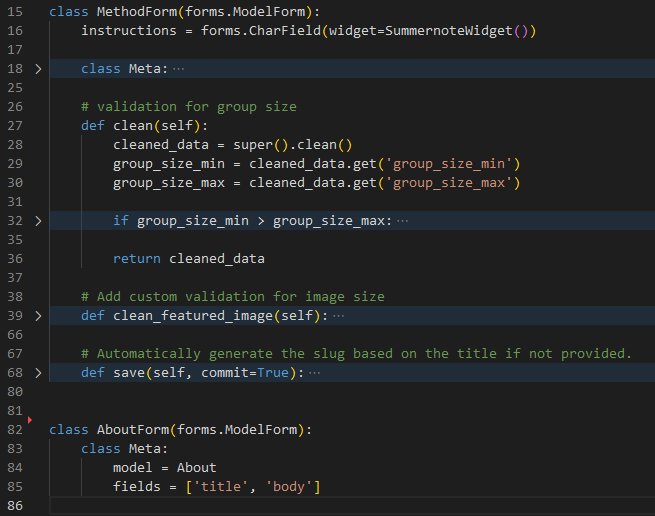 15 class MethodForm(forms.ModelForm):
16     instructions = forms.CharField(widget=SummernoteWidget())
17
18     class Meta: ...
25
26     # validation for group size
27     def clean(self):
28         cleaned_data = super().clean()
29         group_size_min = cleaned_data.get('group_size_min')
30         group_size_max = cleaned_data.get('group_size_max')
31
32         if group_size_min > group_size_max: ...
35
36         return cleaned_data
37
38     # Add custom validation for image size
39     def clean_featured_image(self): ...
66
67     # Automatically generate the slug based on the title if not provided.
68     def save(self, commit=True): ...
80
81
82 class AboutForm(forms.ModelForm):
83     class Meta:
84         model = About
85         fields = ['title', 'body']
86